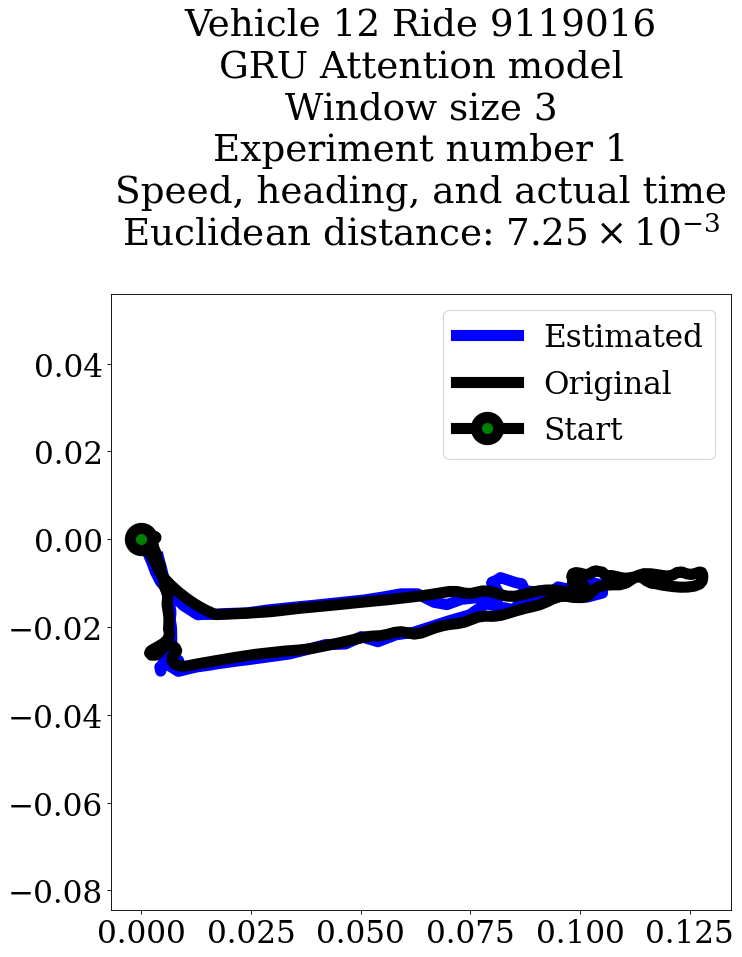 Vehicle 12 Ride 9119016
GRU Attention model
Window size 3
Experiment number 1
Speed, heading, and actual time
Euclidean distance: 7.25 × 10⁻³
Estimated
Original
Start
0.04
0.02
0.00
−0.02
−0.04
−0.06
−0.08
0.000 0.025 0.050 0.075 0.100 0.125